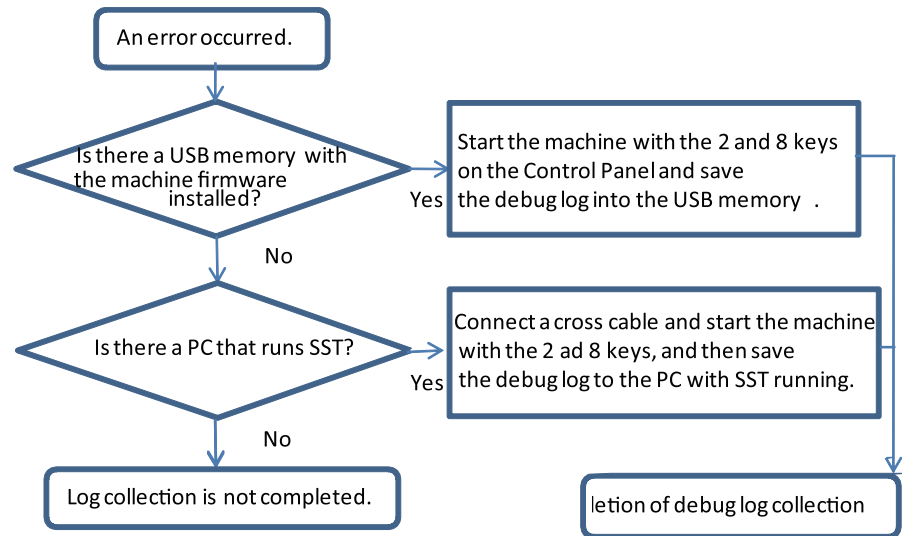 An error occurred.
Is there a USB memory with
the machine firmware
installed?
Yes
Start the machine with the 2 and 8 keys
on the Control Panel and save
the debug log into the USB memory .
No
Is there a PC that runs SST?
Yes
Connect a cross cable and start the machine
with the 2 ad 8 keys, and then save
the debug log to the PC with SST running.
No
Log collection is not completed.
letion of debug log collection